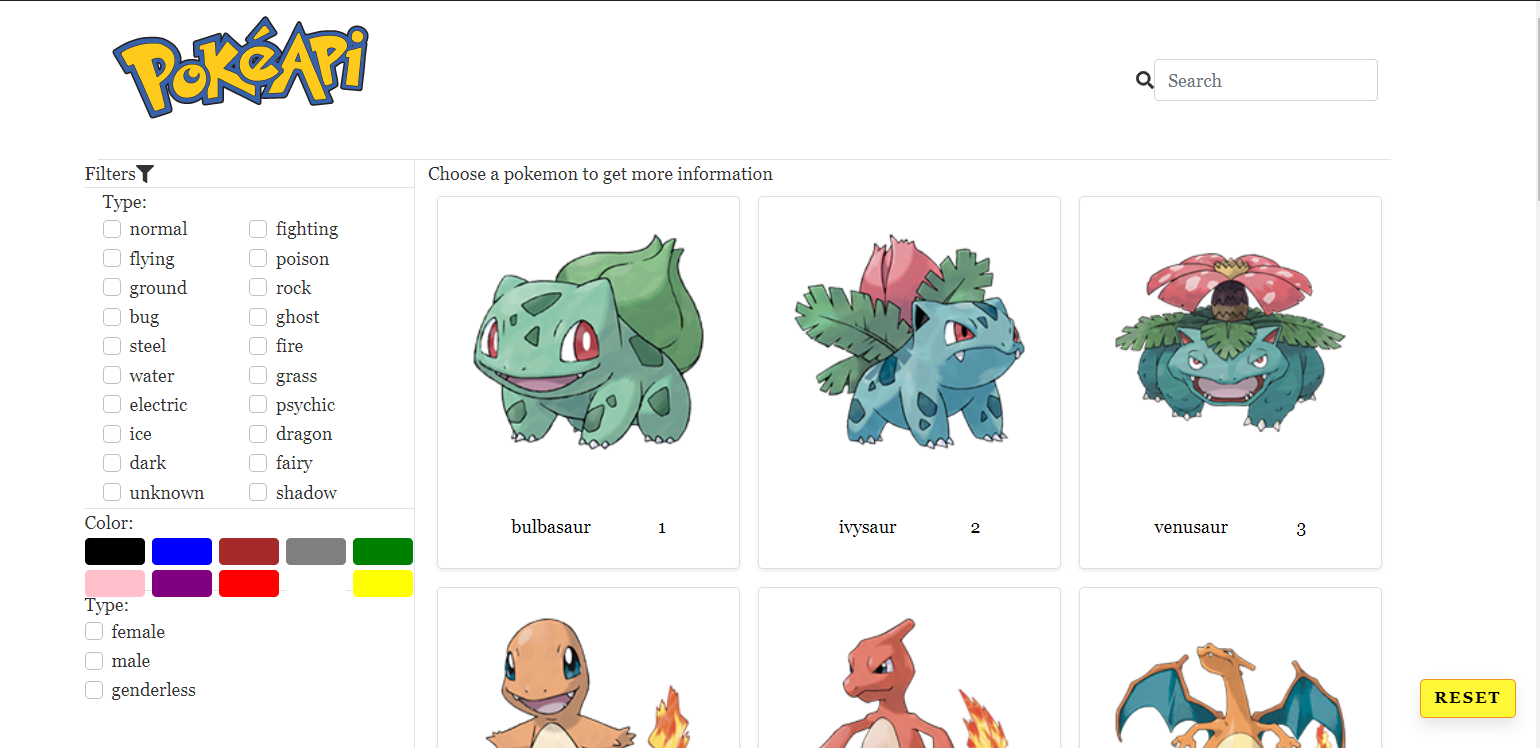 PokéAPi
Search
Filters
Type:
normal fighting
flying poison
ground rock
bug ghost
steel fire
water grass
electric psychic
ice dragon
dark fairy
unknown shadow
Color:
Type:
female
male
genderless
Choose a pokemon to get more information
bulbasaur 1
ivysaur 2
venusaur 3
RESET